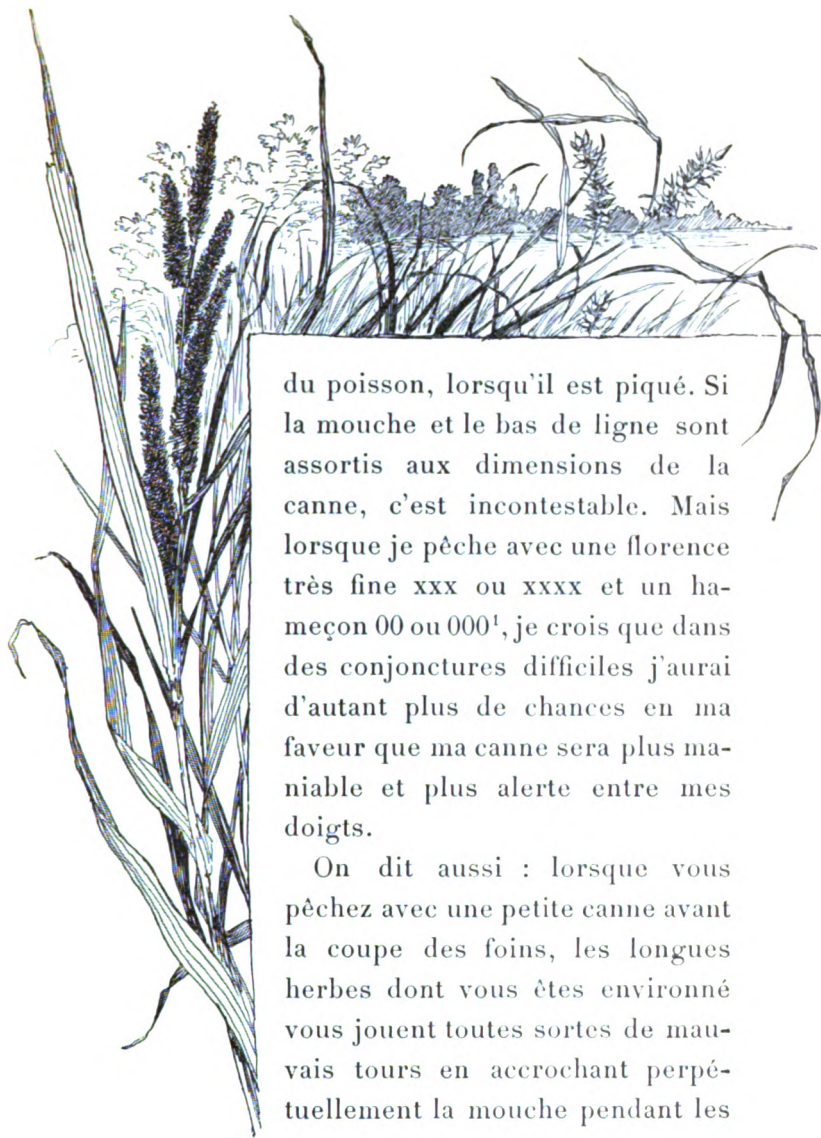 du poisson, lorsqu'il est piqué. Si
la mouche et le bas de ligne sont
assortis aux dimensions de la
canne, c'est incontestable. Mais
lorsque je pêche avec une florence
très fine xxx ou xxxx et un ha-
meçon 00 ou 000¹, je crois que dans
des conjonctures difficiles j'aurai
d'autant plus de chances en ma
faveur que ma canne sera plus ma-
niable et plus alerte entre mes
doigts.
On dit aussi : lorsque vous
pêchez avec une petite canne avant
la coupe des foins, les longues
herbes dont vous êtes environné
vous jouent toutes sortes de mau-
vais tours en accrochant perpé-
tuellement la mouche pendant les